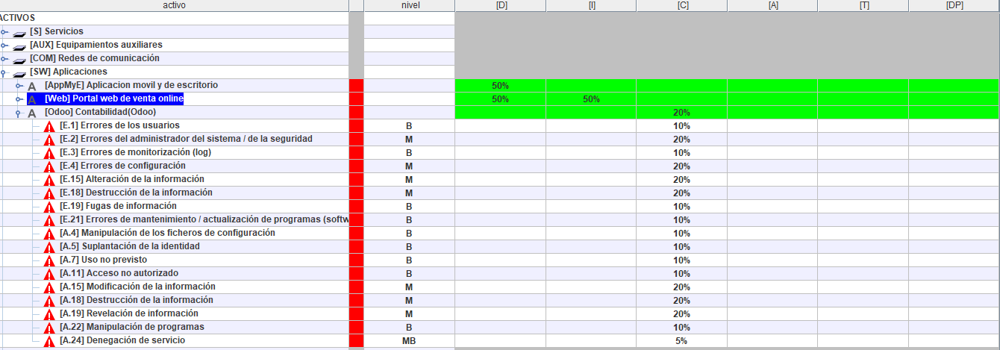 activo nivel [D] [I] [C] [A] [T] [DP]
ACTIVOS
[S] Servicios
[AUX] Equipamientos auxiliares
[COM] Redes de comunicación
[SW] Aplicaciones
A [AppMyE] Aplicacion movil y de escritorio 50%
A [Web] Portal web de venta online 50% 50%
A [Odoo] Contabilidad(Odoo) 20%
[E.1] Errores de los usuarios B 10%
[E.2] Errores del administrador del sistema / de la seguridad M 20%
[E.3] Errores de monitorización (log) B 10%
[E.4] Errores de configuración M 20%
[E.15] Alteración de la información M 20%
[E.18] Destrucción de la información M 20%
[E.19] Fugas de información B 10%
[E.21] Errores de mantenimiento / actualización de programas (softw B 10%
[A.4] Manipulación de los ficheros de configuración B 10%
[A.5] Suplantación de la identidad B 10%
[A.7] Uso no previsto B 10%
[A.11] Acceso no autorizado B 10%
[A.15] Modificación de la información M 20%
[A.18] Destrucción de la información M 20%
[A.19] Revelación de información M 20%
[A.22] Manipulación de programas B 10%
[A.24] Denegación de servicio MB 5%